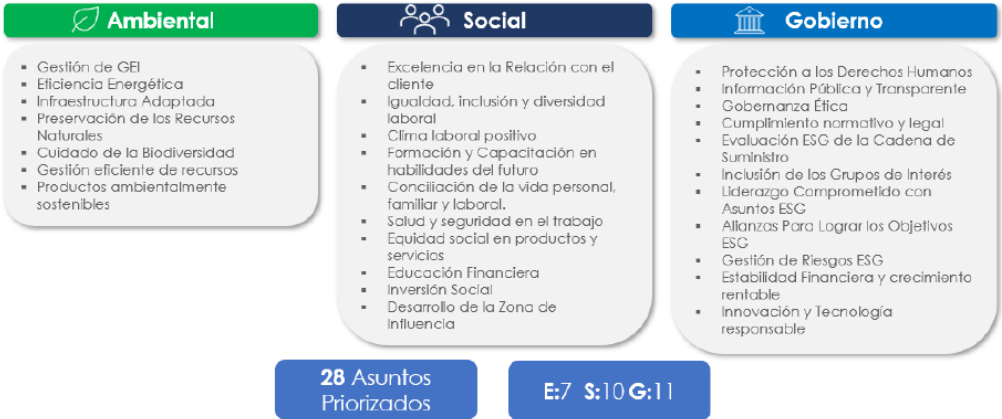 Ambiental
▪ Gestión de GEI
▪ Eficiencia Energética
▪ Infraestructura Adaptada
▪ Preservación de los Recursos
Naturales
▪ Cuidado de la Biodiversidad
▪ Gestión eficiente de recursos
▪ Productos ambientalmente
sostenibles
Social
▪ Excelencia en la Relación con el
cliente
▪ Igualdad, inclusión y diversidad
laboral
▪ Clima laboral positivo
▪ Formación y Capacitación en
habilidades del futuro
▪ Conciliación de la vida personal,
familiar y laboral.
▪ Salud y seguridad en el trabajo
▪ Equidad social en productos y
servicios
▪ Educación Financiera
▪ Inversión Social
▪ Desarrollo de la Zona de
Influencia
Gobierno
▪ Protección a los Derechos Humanos
▪ Información Pública y Transparente
▪ Gobernanza Ética
▪ Cumplimiento normativo y legal
▪ Evaluación ESG de la Cadena de
Suministro
▪ Inclusión de los Grupos de Interés
▪ Liderazgo Comprometido con
Asuntos ESG
▪ Alianzas Para Lograr los Objetivos
ESG
▪ Gestión de Riesgos ESG
▪ Estabilidad Financiera y crecimiento
rentable
▪ Innovación y Tecnología
responsable
28 Asuntos
Priorizados
E:7 S:10 G:11